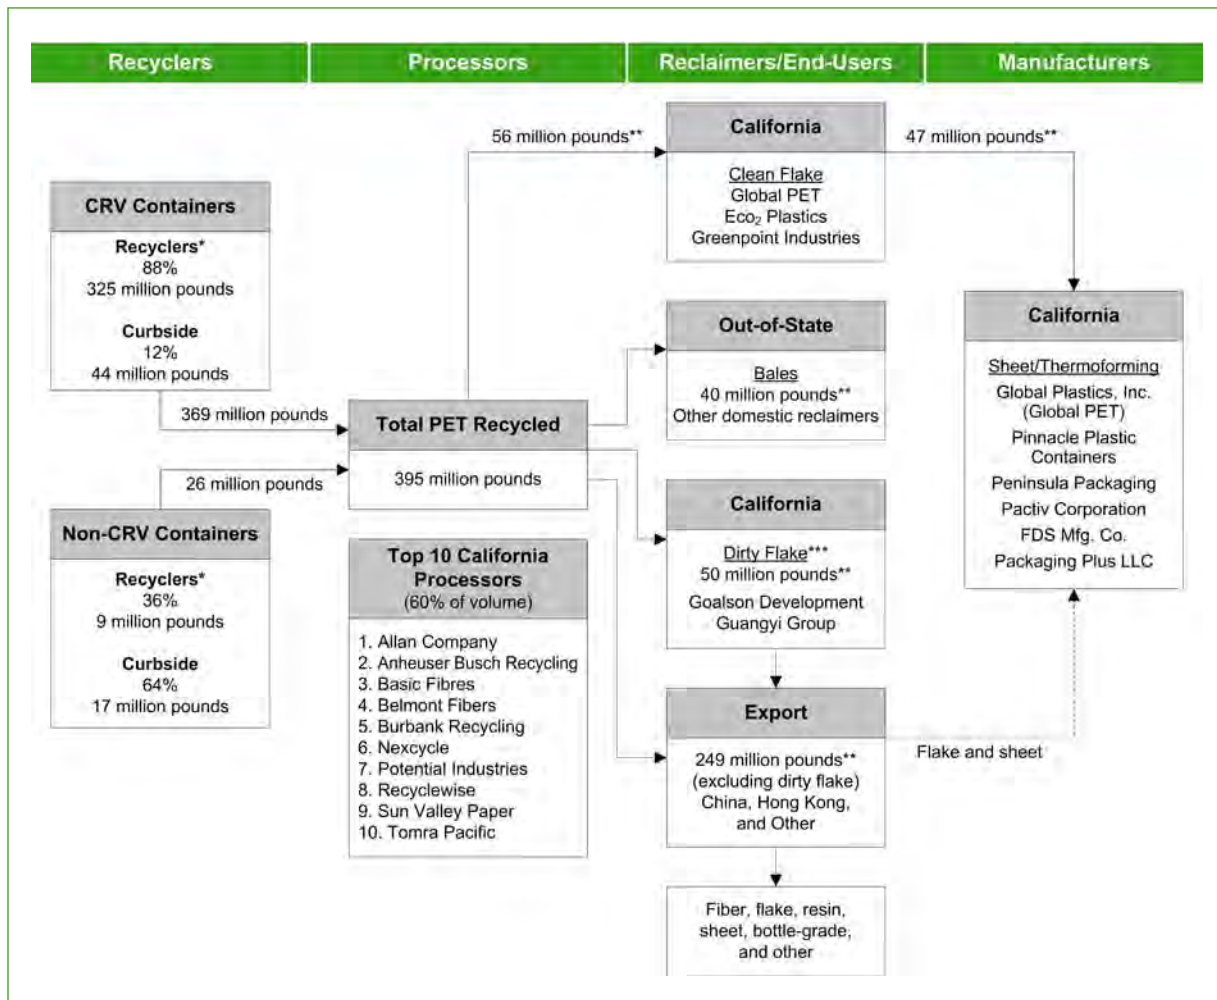 Recyclers
Processors
Reclaimers/End-Users
Manufacturers
CRV Containers
Recyclers*
88%
325 million pounds
Curbside
12%
44 million pounds
369 million pounds
26 million pounds
Non-CRV Containers
Recyclers*
36%
9 million pounds
Curbside
64%
17 million pounds
Total PET Recycled
395 million pounds
Top 10 California
Processors
(60% of volume)
1. Allan Company
2. Anheuser Busch Recycling
3. Basic Fibres
4. Belmont Fibers
5. Burbank Recycling
6. Nexcycle
7. Potential Industries
8. Recyclewise
9. Sun Valley Paper
10. Tomra Pacific
56 million pounds**
California
Clean Flake
Global PET
Eco2 Plastics
Greenpoint Industries
47 million pounds**
Out-of-State
Bales
40 million pounds**
Other domestic reclaimers
California
Dirty Flake***
50 million pounds**
Goalson Development
Guangyi Group
Export
249 million pounds**
(excluding dirty flake)
China, Hong Kong,
and Other
Flake and sheet
Fiber, flake, resin,
sheet, bottle-grade,
and other
California
Sheet/Thermoforming
Global Plastics, Inc.
(Global PET)
Pinnacle Plastic
Containers
Peninsula Packaging
Pactiv Corporation
FDS Mfg. Co.
Packaging Plus LLC